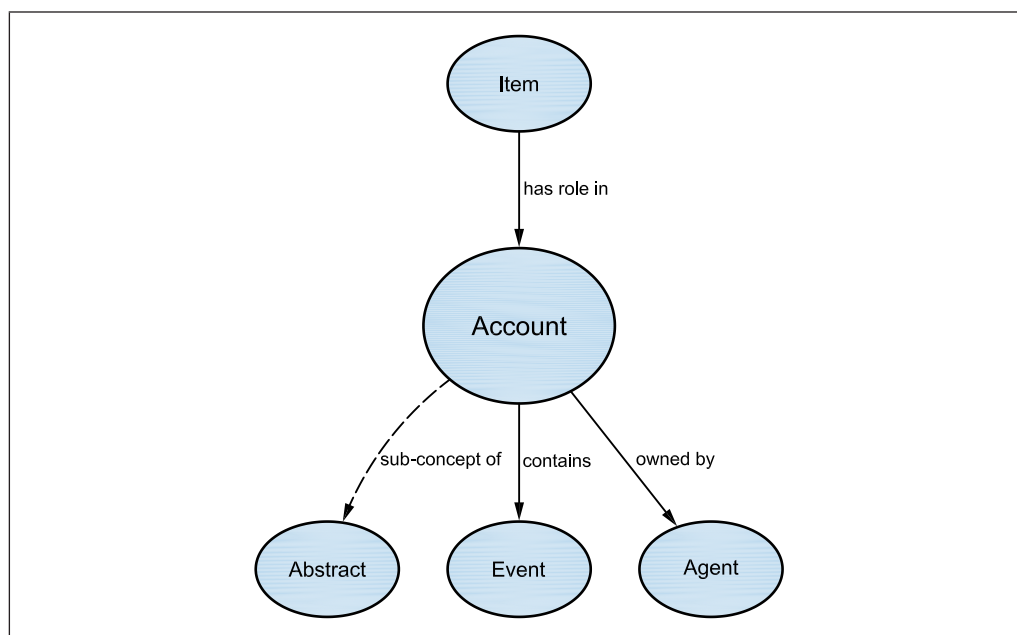 Item
has role in
Account
sub-concept of
contains
owned by
Abstract
Event
Agent